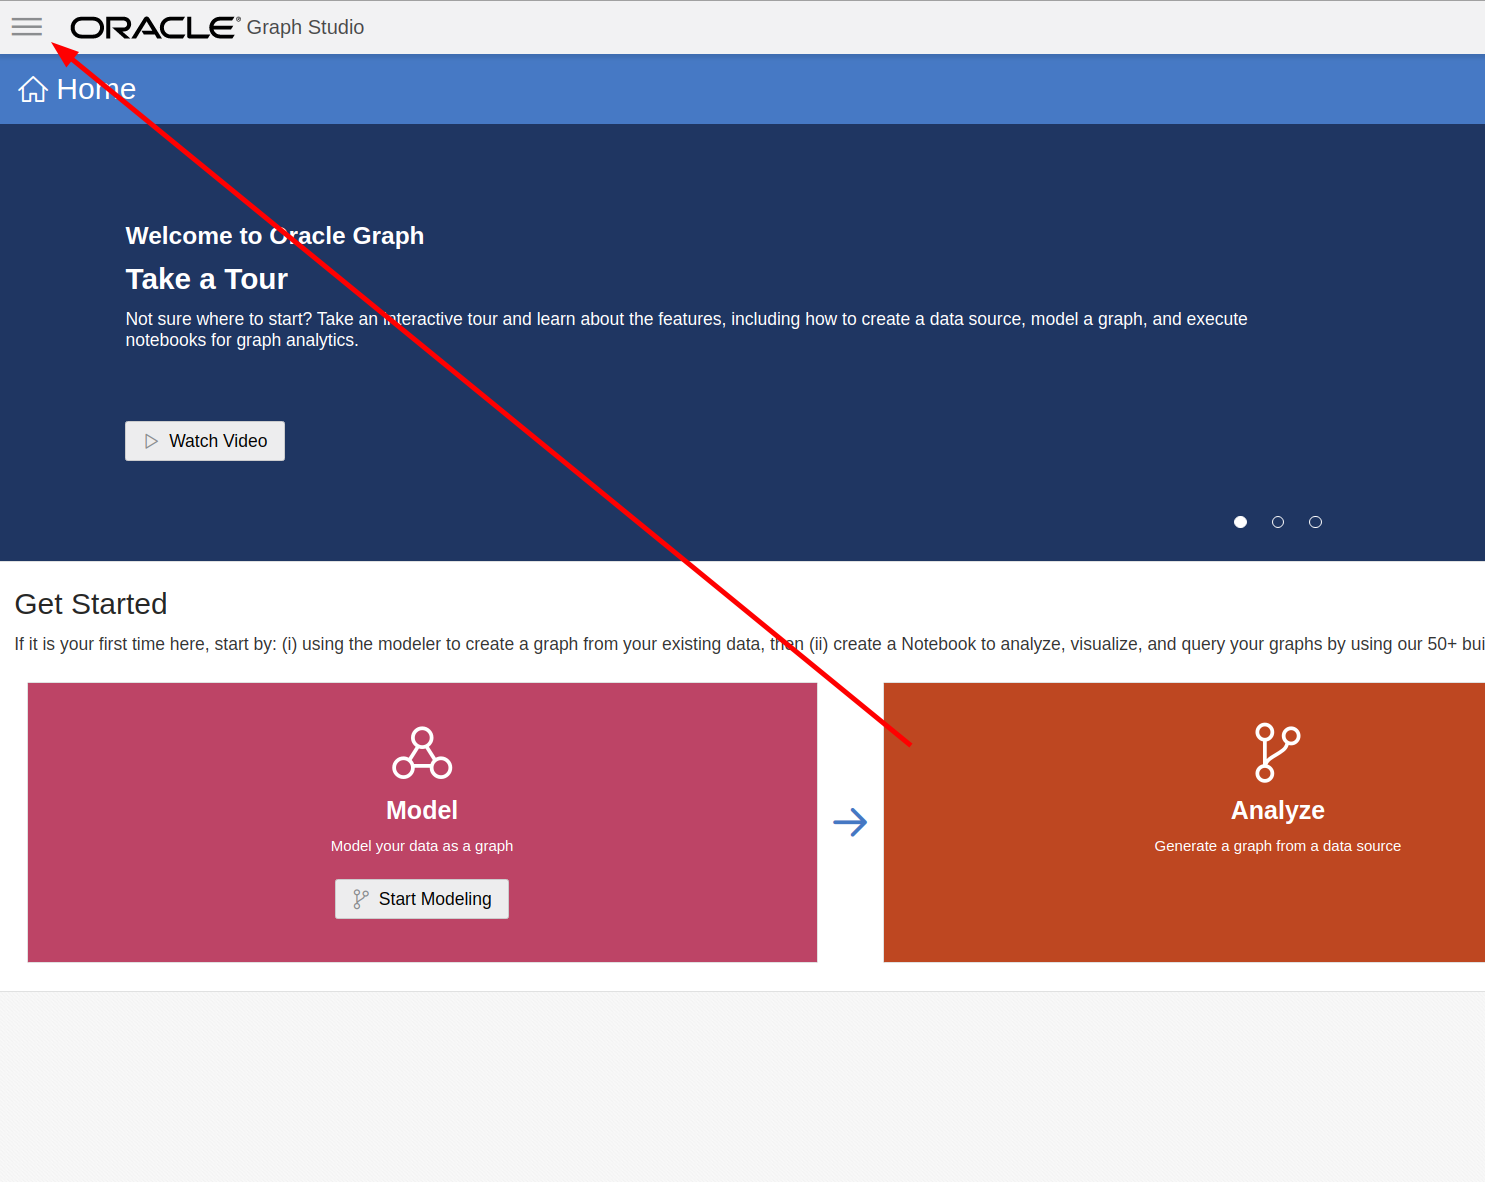 ORACLE® Graph Studio
Home
Welcome to Oracle Graph
Take a Tour
Not sure where to start? Take an interactive tour and learn about the features, including how to create a data source, model a graph, and execute
notebooks for graph analytics.
Watch Video
Get Started
If it is your first time here, start by: (i) using the modeler to create a graph from your existing data, then (ii) create a Notebook to analyze, visualize, and query your graphs by using our 50+ bui
Model
Model your data as a graph
Start Modeling
Analyze
Generate a graph from a data source